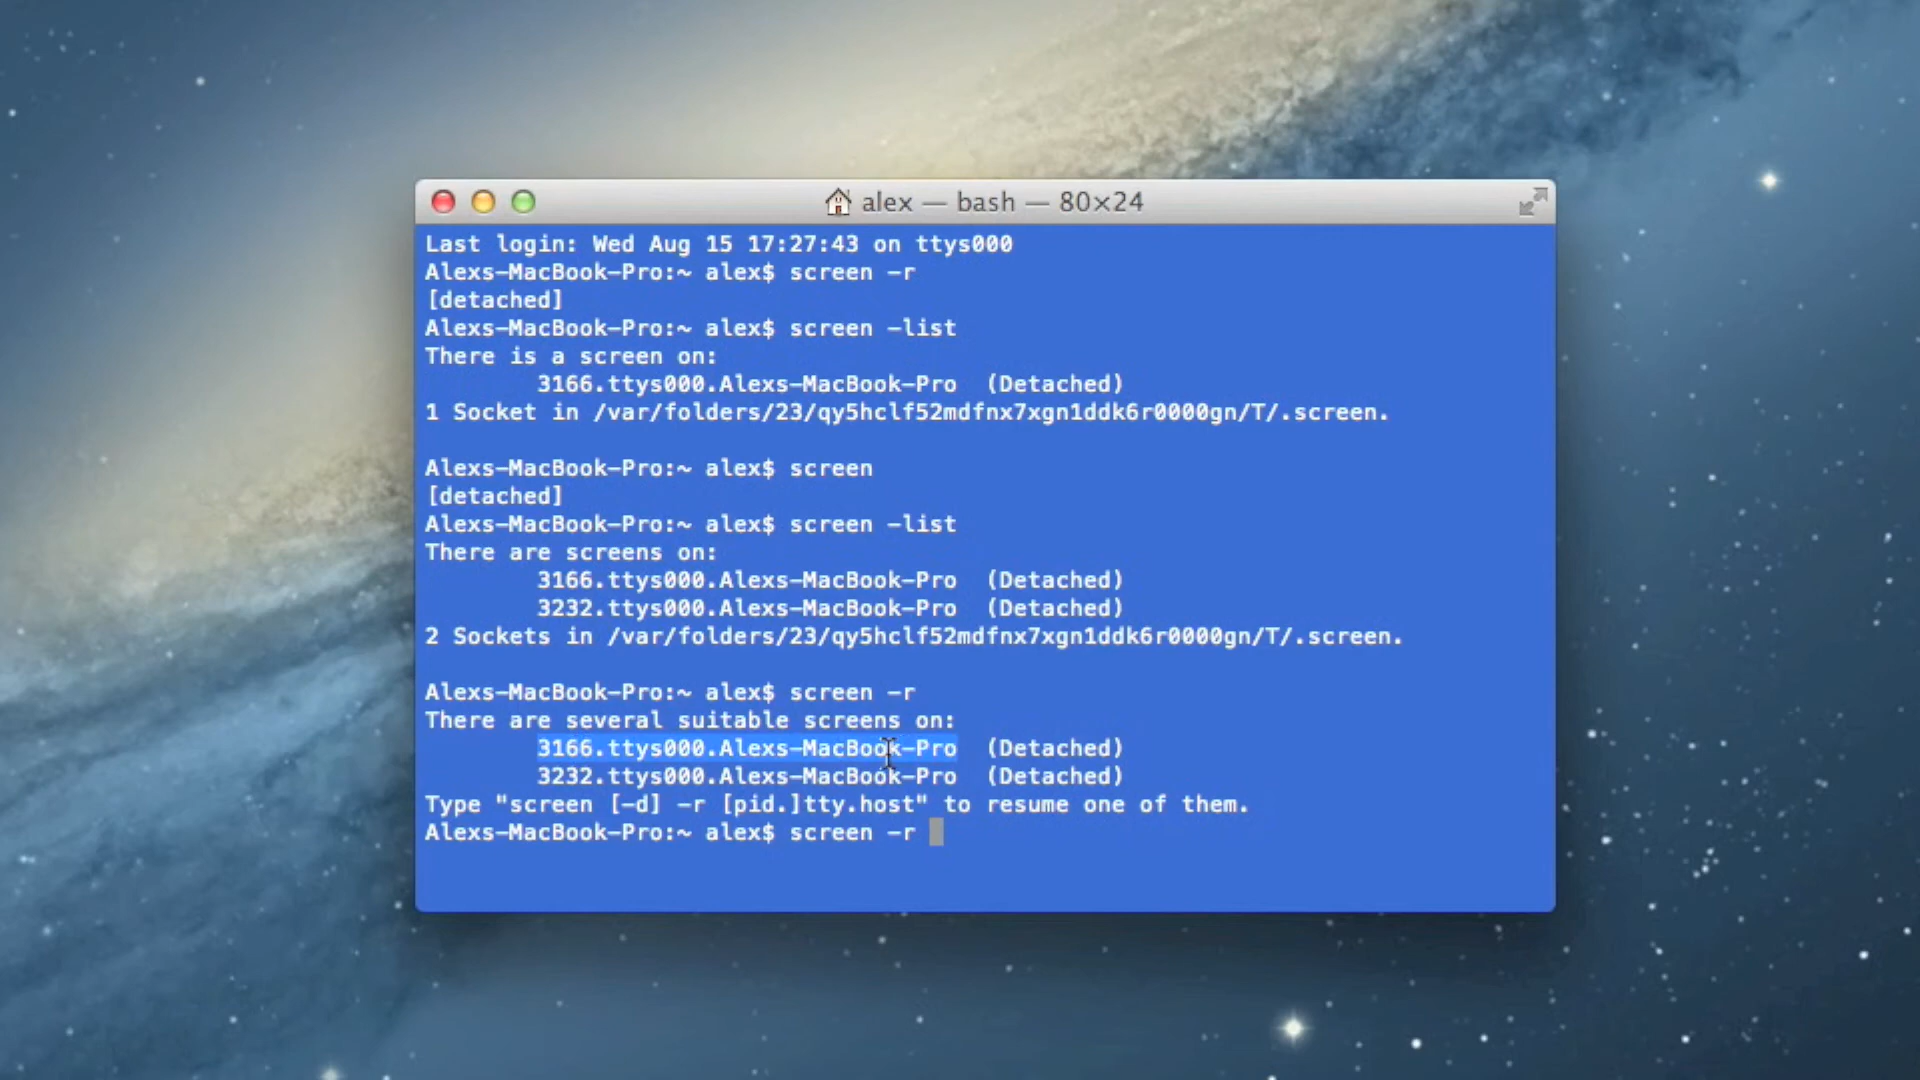 alex — bash — 80×24
Last login: Wed Aug 15 17:27:43 on ttys000
Alexs-MacBook-Pro:~ alex$ screen -r
[detached]
Alexs-MacBook-Pro:~ alex$ screen -list
There is a screen on:
3166.ttys000.Alexs-MacBook-Pro (Detached)
1 Socket in /var/folders/23/qy5hclf52mdfnx7xgn1ddk6r0000gn/T/.screen.
Alexs-MacBook-Pro:~ alex$ screen
[detached]
Alexs-MacBook-Pro:~ alex$ screen -list
There are screens on:
3166.ttys000.Alexs-MacBook-Pro (Detached)
3232.ttys000.Alexs-MacBook-Pro (Detached)
2 Sockets in /var/folders/23/qy5hclf52mdfnx7xgn1ddk6r0000gn/T/.screen.
Alexs-MacBook-Pro:~ alex$ screen -r
There are several suitable screens on:
3166.ttys000.Alexs-MacBook-Pro (Detached)
3232.ttys000.Alexs-MacBook-Pro (Detached)
Type "screen [-d] -r [pid.]tty.host" to resume one of them.
Alexs-MacBook-Pro:~ alex$ screen -r